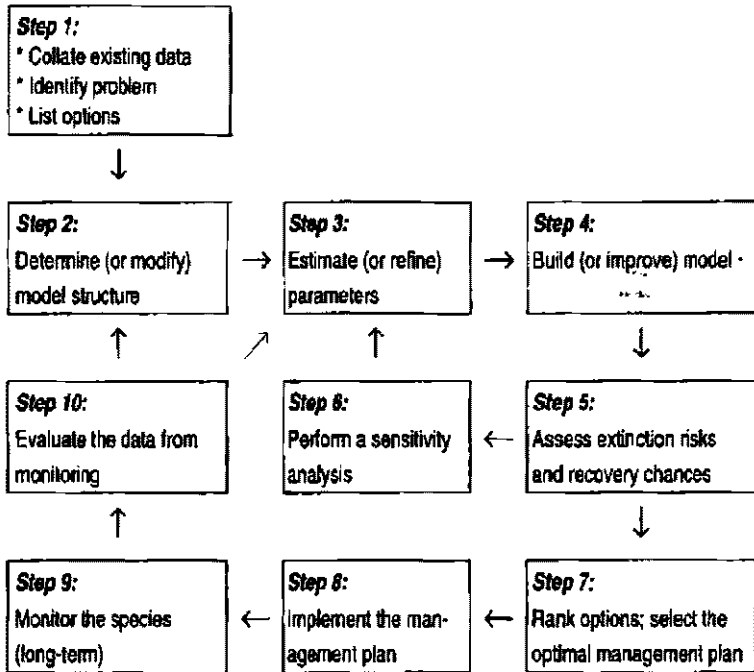 Step 1:
* Collate existing data
* Identify problem
* List options
Step 2:
Determine (or modify)
model structure
Step 3:
Estimate (or refine)
parameters
Step 4:
Build (or improve) model
Step 10:
Evaluate the data from
monitoring
Step 6:
Perform a sensitivity
analysis
Step 5:
Assess extinction risks
and recovery chances
Step 9:
Monitor the species
(long-term)
Step 8:
Implement the man-
agement plan
Step 7:
Rank options; select the
optimal management plan